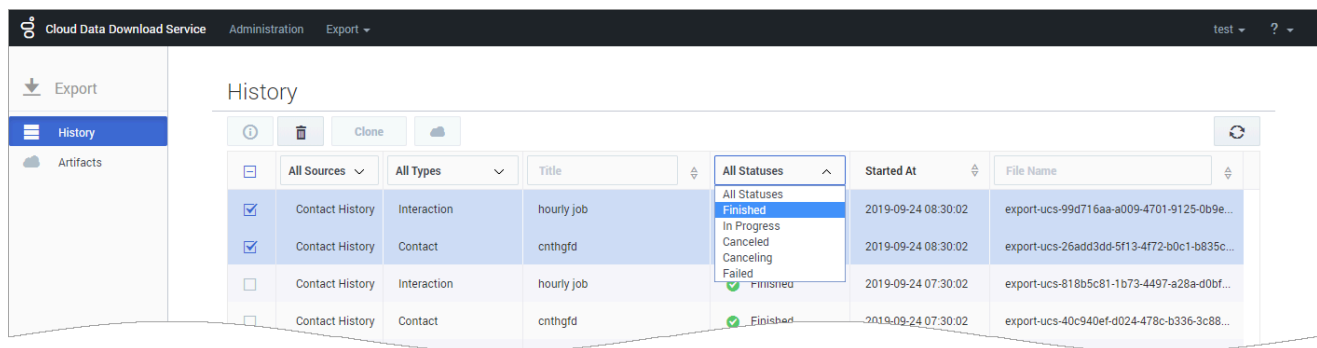 Cloud Data Download Service Administration Export test ?
Export
History
Artifacts
History
Clone
All Sources All Types Title All Statuses Started At File Name
All Statuses
Finished
In Progress
Canceled
Canceling
Failed
Contact History Interaction hourly job 2019-09-24 08:30:02 export-ucs-99d716aa-a009-4701-9125-0b9e...
Contact History Contact cnthgfd 2019-09-24 08:30:02 export-ucs-26add3dd-5f13-4f72-b0c1-b835c...
Contact History Interaction hourly job Finished 2019-09-24 07:30:02 export-ucs-818b5c81-1b73-4497-a28a-d0bf...
Contact History Contact cnthgfd Finished 2019-09-24 07:30:02 export-ucs-40c940ef-d024-478c-b336-3c88...